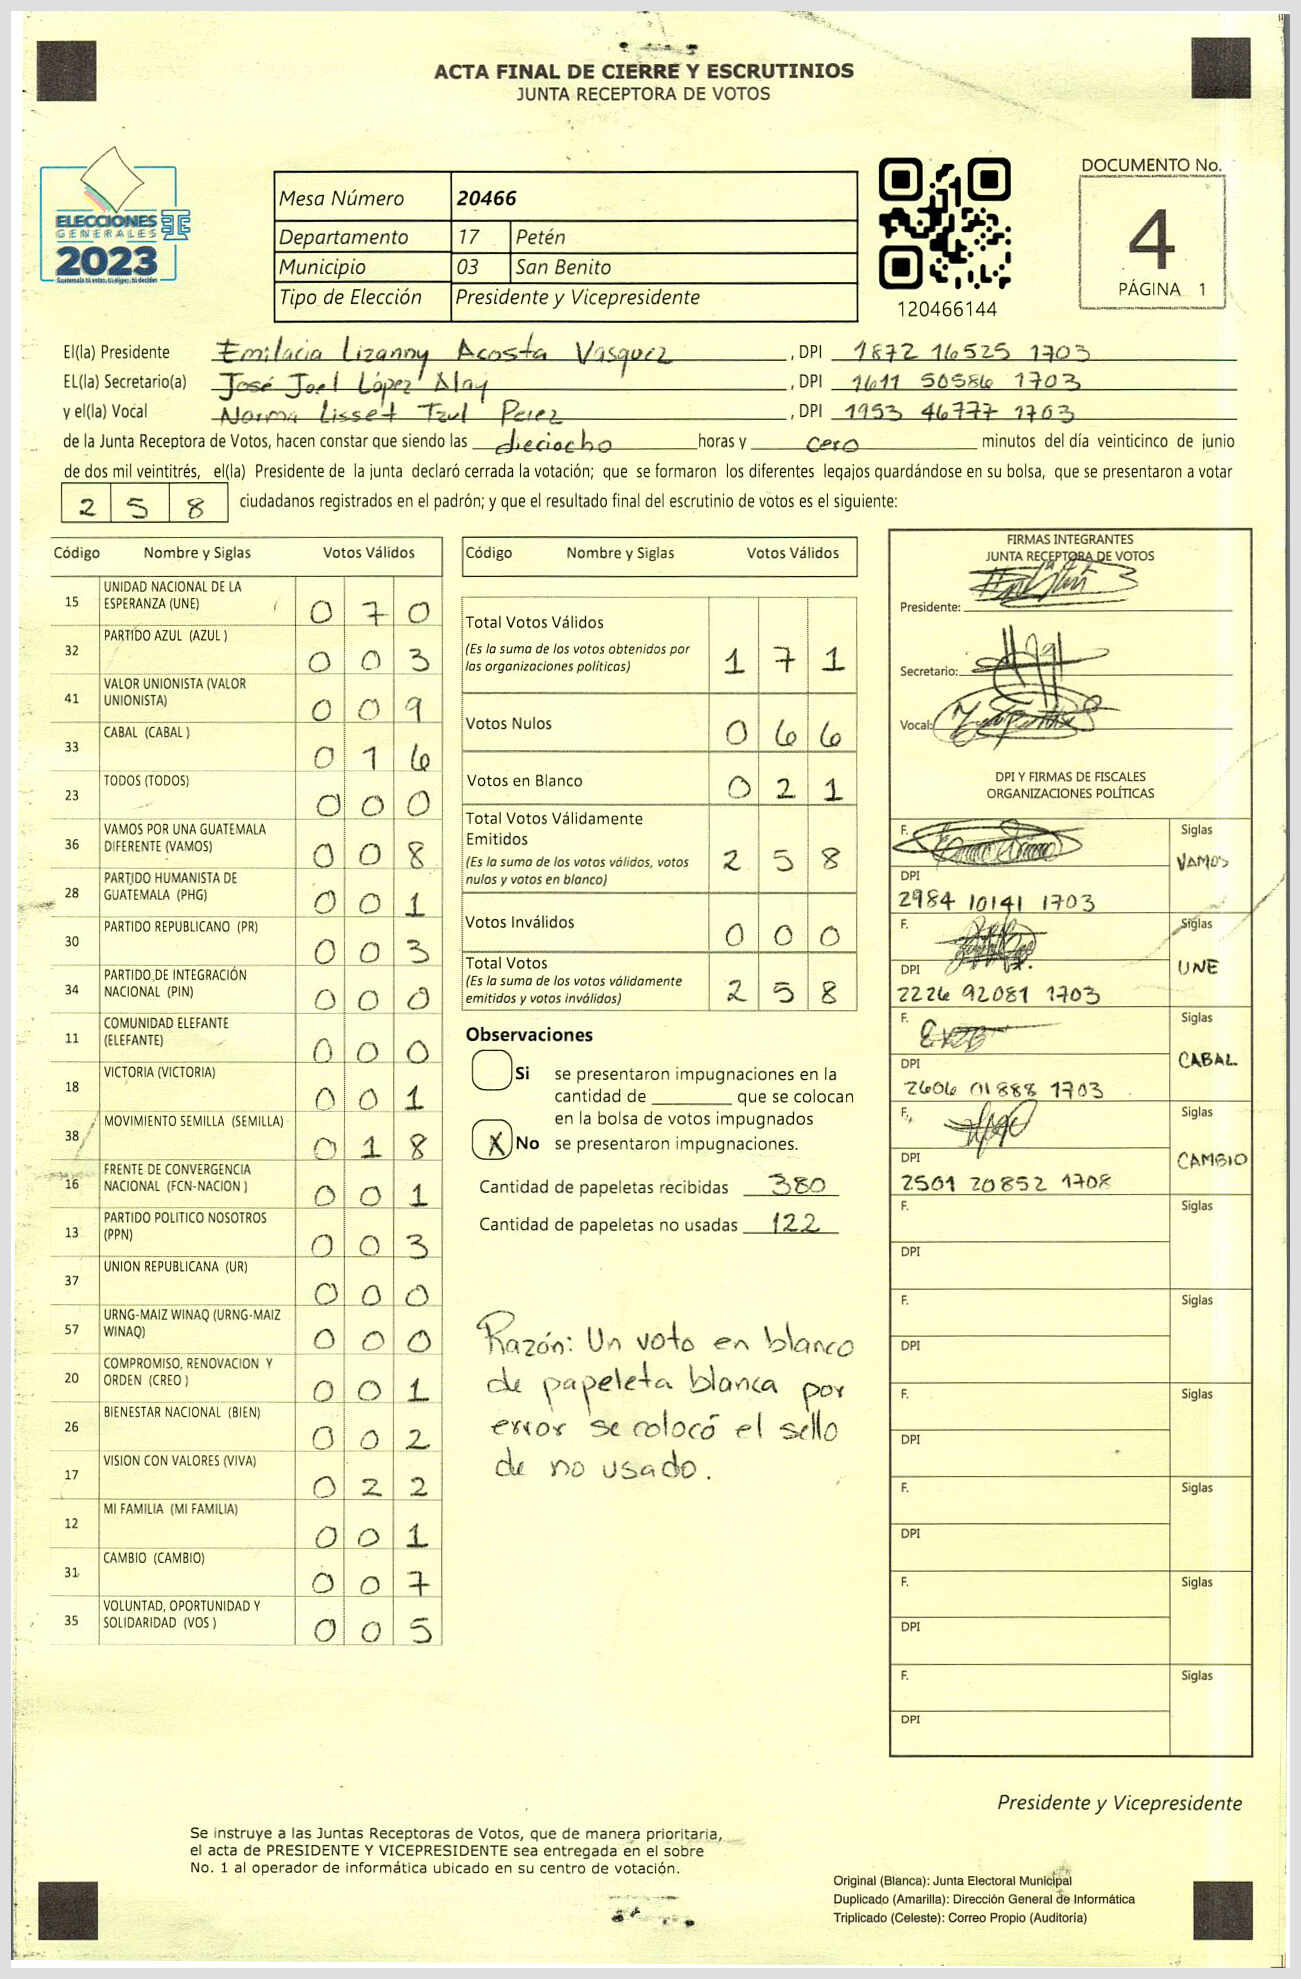 ACTA FINAL DE CIERRE Y ESCRUTINIOS
JUNTA RECEPTORA DE VOTOS
ELECCIONES
GENERALES
2023
Mesa Número 20466
Departamento 17 Petén
Municipio 03 San Benito
Tipo de Elección Presidente y Vicepresidente
120466144
DOCUMENTO No.
4
PÁGINA 1
El(la) Presidente Emilacia Lizanny Acosta Vasquez, DPI 1872 16525 1703
EL(la) Secretario(a) José Joel López Alay, DPI 1611 50586 1703
y el(la) Vocal Norma Lisset Tzul Perez, DPI 1953 46777 1703
de la Junta Receptora de Votos, hacen constar que siendo las dieciocho horas y cero minutos del día veinticinco de junio
de dos mil veintitrés, el(la) Presidente de la junta declaró cerrada la votación; que se formaron los diferentes legajos guardándose en su bolsa, que se presentaron a votar
2 5 8 ciudadanos registrados en el padrón; y que el resultado final del escrutinio de votos es el siguiente:
Código Nombre y Siglas Votos Válidos
15 UNIDAD NACIONAL DE LA
ESPERANZA (UNE) 0 7 0
32 PARTIDO AZUL (AZUL ) 0 0 3
41 VALOR UNIONISTA (VALOR
UNIONISTA) 0 0 9
33 CABAL (CABAL ) 0 1 6
23 TODOS (TODOS) 0 0 0
36 VAMOS POR UNA GUATEMALA
DIFERENTE (VAMOS) 0 0 8
28 PARTIDO HUMANISTA DE
GUATEMALA (PHG) 0 0 1
30 PARTIDO REPUBLICANO (PR) 0 0 3
34 PARTIDO DE INTEGRACIÓN
NACIONAL (PIN) 0 0 0
11 COMUNIDAD ELEFANTE
(ELEFANTE) 0 0 0
18 VICTORIA (VICTORIA) 0 0 1
38 MOVIMIENTO SEMILLA (SEMILLA) 0 1 8
16 FRENTE DE CONVERGENCIA
NACIONAL (FCN-NACION ) 0 0 1
13 PARTIDO POLITICO NOSOTROS
(PPN) 0 0 3
37 UNION REPUBLICANA (UR) 0 0 0
57 URNG-MAIZ WINAQ (URNG-MAIZ
WINAQ) 0 0 0
20 COMPROMISO, RENOVACION Y
ORDEN (CREO ) 0 0 1
26 BIENESTAR NACIONAL (BIEN) 0 0 2
17 VISION CON VALORES (VIVA) 0 2 2
12 MI FAMILIA (MI FAMILIA) 0 0 1
31 CAMBIO (CAMBIO) 0 0 7
35 VOLUNTAD, OPORTUNIDAD Y
SOLIDARIDAD (VOS ) 0 0 5
Código Nombre y Siglas Votos Válidos
Total Votos Válidos
(Es la suma de los votos obtenidos por
las organizaciones políticas) 1 7 1
Votos Nulos 0 6 6
Votos en Blanco 0 2 1
Total Votos Válidamente
Emitidos
(Es la suma de los votos válidos, votos
nulos y votos en blanco) 2 5 8
Votos Inválidos 0 0 0
Total Votos
(Es la suma de los votos válidamente
emitidos y votos inválidos) 2 5 8
Observaciones
Si se presentaron impugnaciones en la
cantidad de ________ que se colocan
en la bolsa de votos impugnados
X No se presentaron impugnaciones.
Cantidad de papeletas recibidas 380
Cantidad de papeletas no usadas 122
Razón: Un voto en blanco
de papeleta blanca por
error se colocó el sello
de no usado.
FIRMAS INTEGRANTES
JUNTA RECEPTORA DE VOTOS
Presidente:
Secretario:
Vocal:
DPI Y FIRMAS DE FISCALES
ORGANIZACIONES POLÍTICAS
F. Siglas
VAMOS
DPI
2984 10141 1703
F. Siglas
UNE
DPI
2226 92081 1703
F. Siglas
CABAL
DPI
2606 01888 1703
F. Siglas
CAMBIO
DPI
2501 20852 1708
F. Siglas
DPI
F. Siglas
DPI
F. Siglas
DPI
F. Siglas
DPI
F. Siglas
DPI
F. Siglas
DPI
Presidente y Vicepresidente
Se instruye a las Juntas Receptoras de Votos, que de manera prioritaria,
el acta de PRESIDENTE Y VICEPRESIDENTE sea entregada en el sobre
No. 1 al operador de informática ubicado en su centro de votación.
Original (Blanca): Junta Electoral Municipal
Duplicado (Amarilla): Dirección General de Informática
Triplicado (Celeste): Correo Propio (Auditoría)